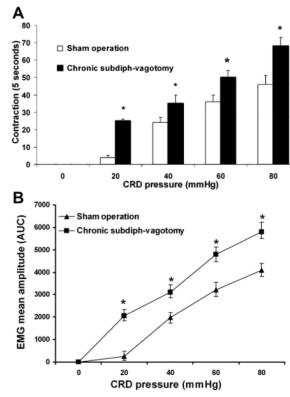 A
80
70
60
50
40
30
20
10
0
Contraction (5 seconds)
Sham operation
Chronic subdiph-vagotomy
*
*
*
*
0 20 40 60 80
CRD pressure (mmHg)
B
7000
6000
5000
4000
3000
2000
1000
0
EMG mean amplitude (AUC)
Sham operation
Chronic subdiph-vagotomy
*
*
*
*
0 20 40 60 80
CRD pressure (mmHg)